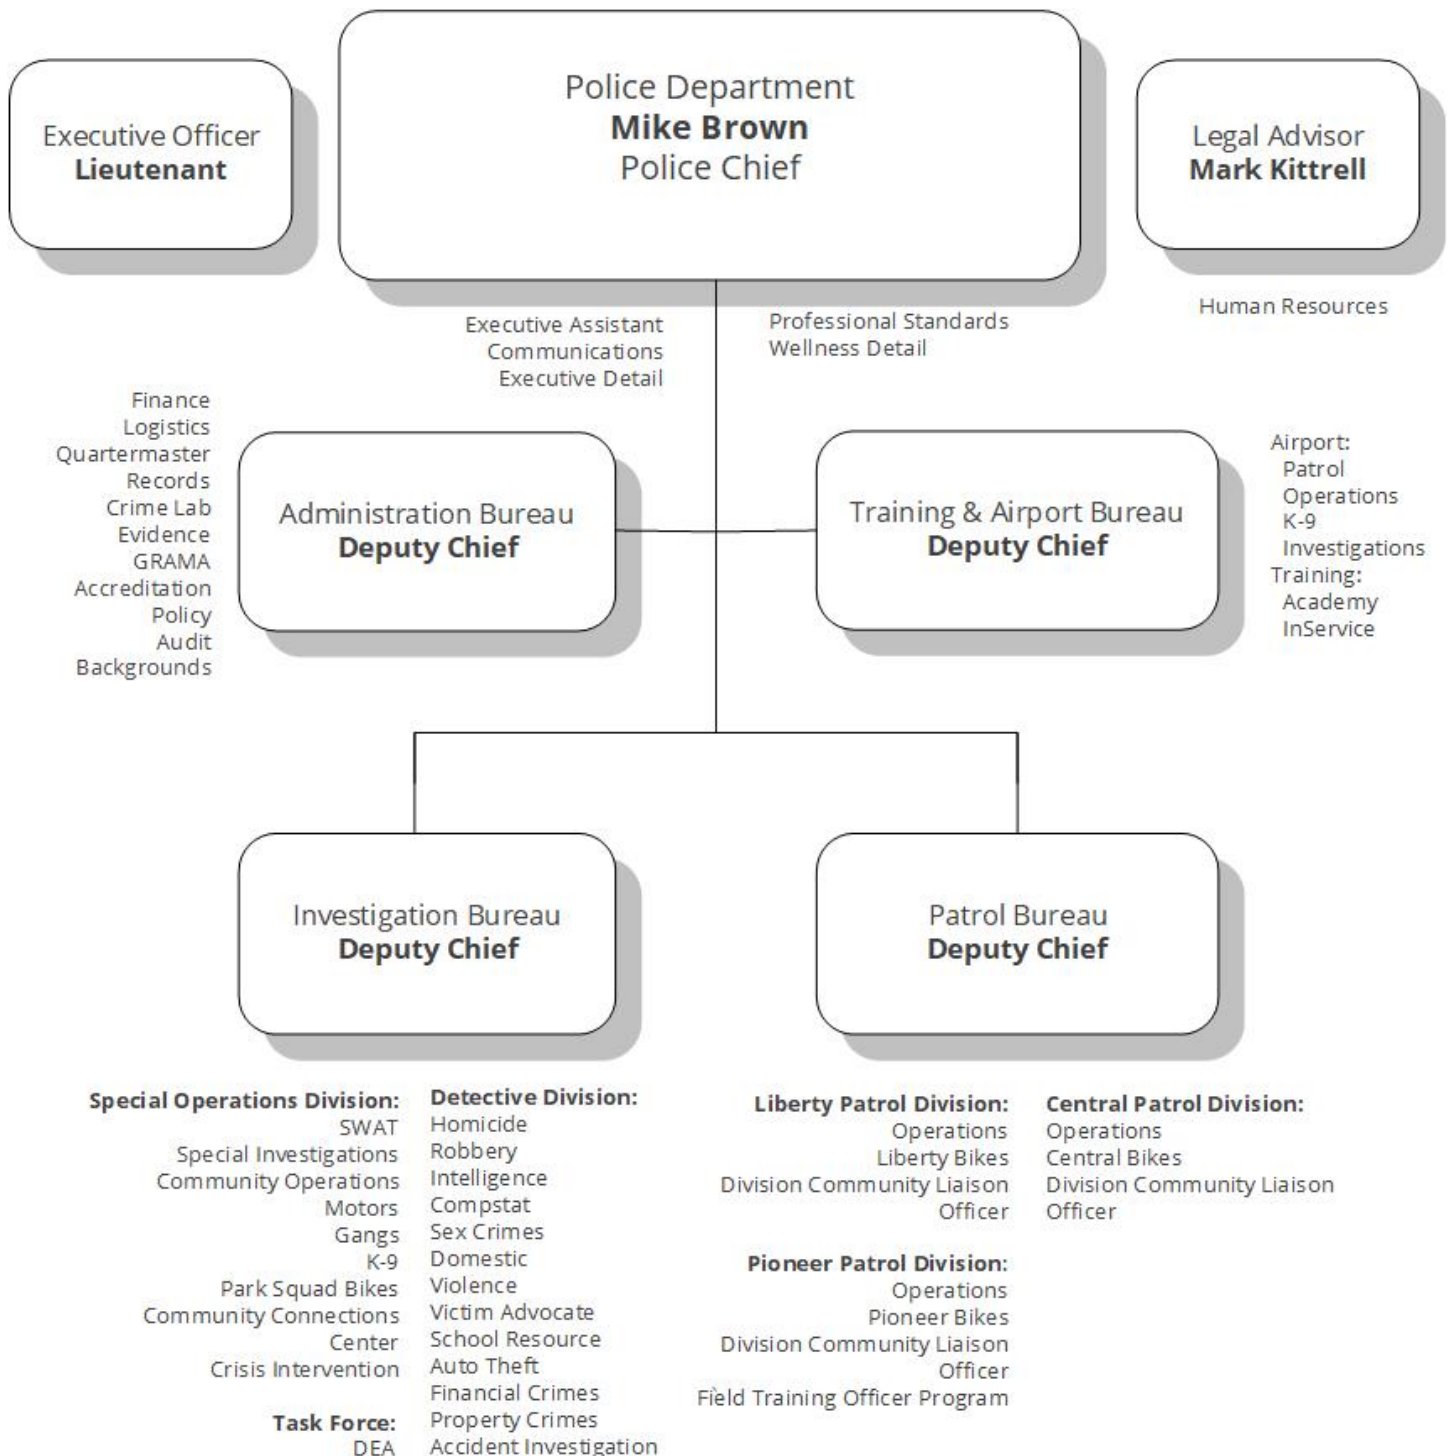 Police Department
Mike Brown
Police Chief
Executive Officer
Lieutenant
Legal Advisor
Mark Kittrell
Human Resources
Executive Assistant
Communications
Executive Detail
Professional Standards
Wellness Detail
Finance
Logistics
Quartermaster
Records
Crime Lab
Evidence
GRAMA
Accreditation
Policy
Audit
Backgrounds
Administration Bureau
Deputy Chief
Training & Airport Bureau
Deputy Chief
Airport:
Patrol
Operations
K-9
Investigations
Training:
Academy
InService
Investigation Bureau
Deputy Chief
Patrol Bureau
Deputy Chief
Special Operations Division:
SWAT
Special Investigations
Community Operations
Motors
Gangs
K-9
Park Squad Bikes
Community Connections
Center
Crisis Intervention
Task Force:
DEA
Detective Division:
Homicide
Robbery
Intelligence
Compstat
Sex Crimes
Domestic
Violence
Victim Advocate
School Resource
Auto Theft
Financial Crimes
Property Crimes
Accident Investigation
Liberty Patrol Division:
Operations
Liberty Bikes
Division Community Liaison
Officer
Pioneer Patrol Division:
Operations
Pioneer Bikes
Division Community Liaison
Officer
Field Training Officer Program
Central Patrol Division:
Operations
Central Bikes
Division Community Liaison
Officer